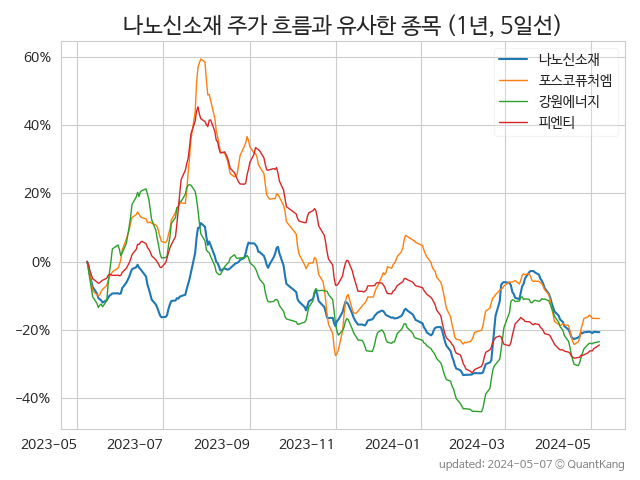 나노신소재 주가 흐름과 유사한 종목 (1년, 5일선)
나노신소재
포스코퓨처엠
강원에너지
피엔티
60%
40%
20%
0%
−20%
−40%
2023-05 2023-07 2023-09 2023-11 2024-01 2024-03 2024-05
updated: 2024-05-07 © QuantKang